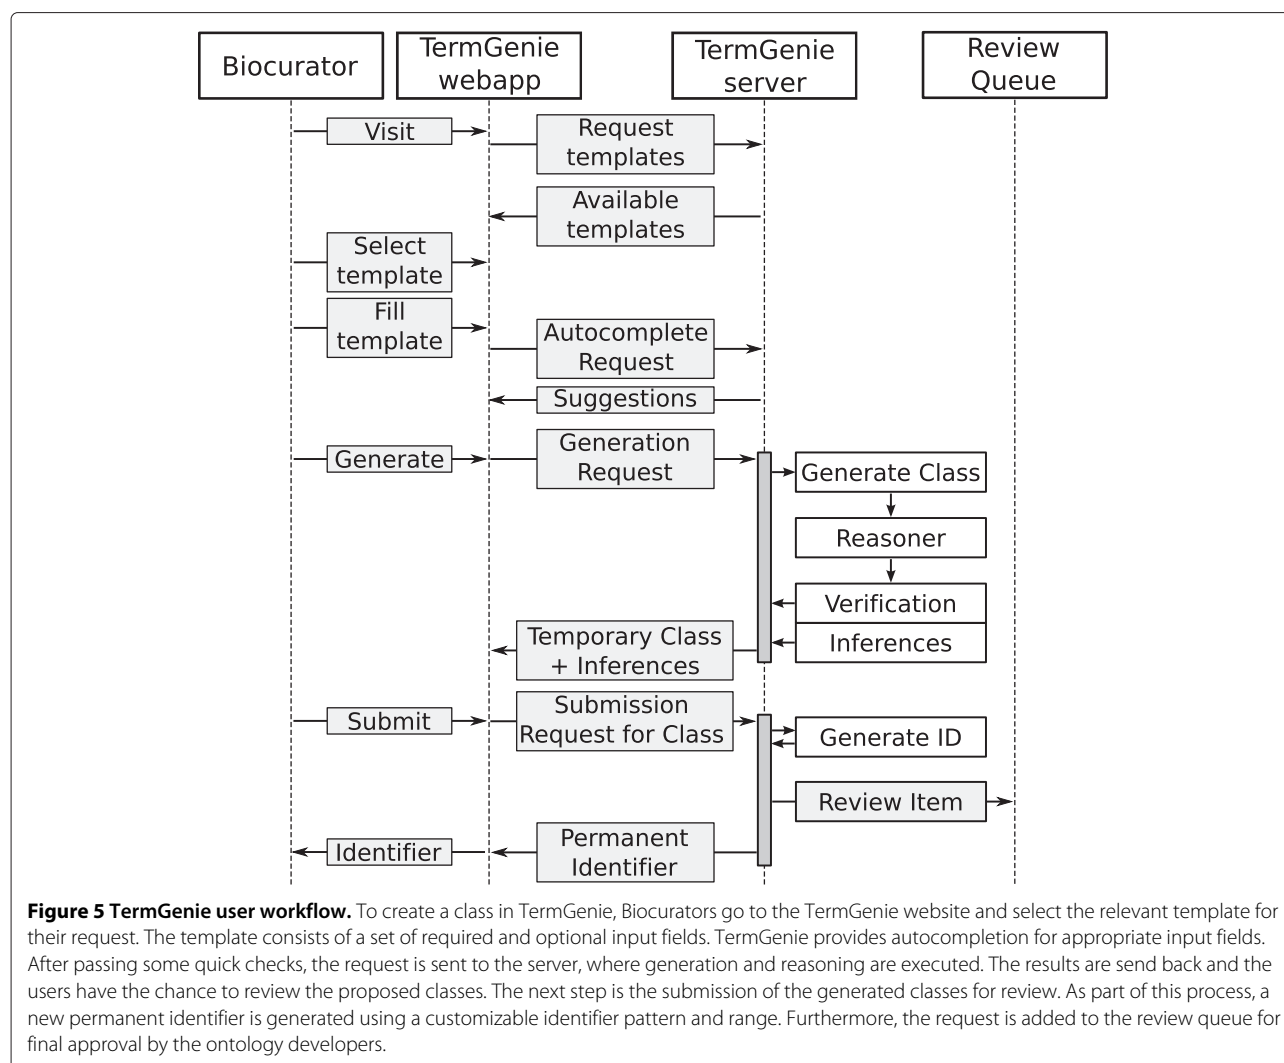 Biocurator
TermGenie
webapp
TermGenie
server
Review
Queue
Visit
Request
templates
Available
templates
Select
template
Fill
template
Autocomplete
Request
Suggestions
Generate
Generation
Request
Generate Class
Reasoner
Verification
Inferences
Temporary Class
+ Inferences
Submit
Submission
Request for Class
Generate ID
Review Item
Identifier
Permanent
Identifier
Figure 5 TermGenie user workflow. To create a class in TermGenie, Biocurators go to the TermGenie website and select the relevant template for
their request. The template consists of a set of required and optional input fields. TermGenie provides autocompletion for appropriate input fields.
After passing some quick checks, the request is sent to the server, where generation and reasoning are executed. The results are send back and the
users have the chance to review the proposed classes. The next step is the submission of the generated classes for review. As part of this process, a
new permanent identifier is generated using a customizable identifier pattern and range. Furthermore, the request is added to the review queue for
final approval by the ontology developers.